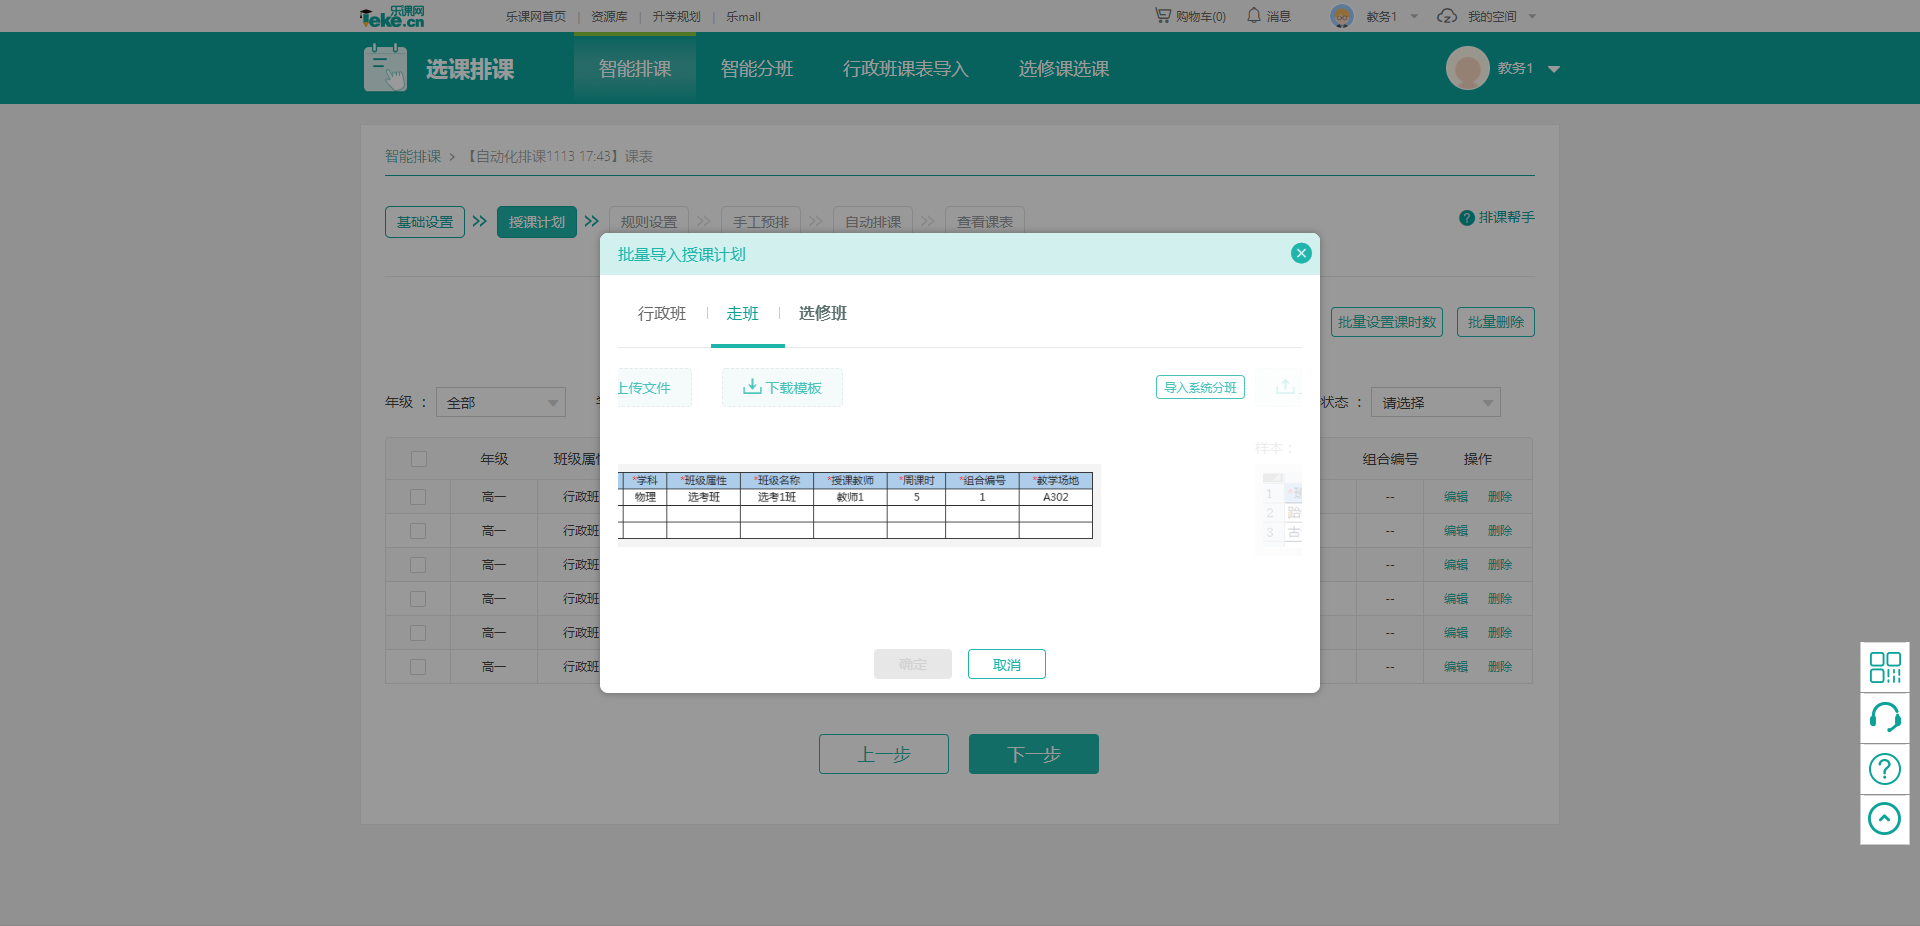 乐课网
leke.cn
乐课网首页 | 资源库 | 升学规划 | 乐mall
购物车(0) 消息 教务1 我的空间
选课排课 智能排课 智能分班 行政班课表导入 选修课选课 教务1
智能排课 > 【自动化排课1113 17:43】课表
基础设置 授课计划 规则设置 手工预排 自动排课 查看课表 排课帮手
批量导入授课计划
行政班 走班 选修班
批量设置课时数 批量删除
上传文件 下载模板 导入系统分班
年级 ： 全部 状态 ： 请选择
样本：
年级 班级属 组合编号 操作
*学科 *班级属性 *班级名称 *授课教师 *周课时 *组合编号 *教学场地
物理 选考班 选考1班 教师1 5 1 A302
1
2
3 古
高一 行政班 -- 编辑 删除
高一 行政班 -- 编辑 删除
高一 行政班 -- 编辑 删除
高一 行政班 -- 编辑 删除
高一 行政班 -- 编辑 删除
高一 行政班 -- 编辑 删除
确定 取消
上一步 下一步